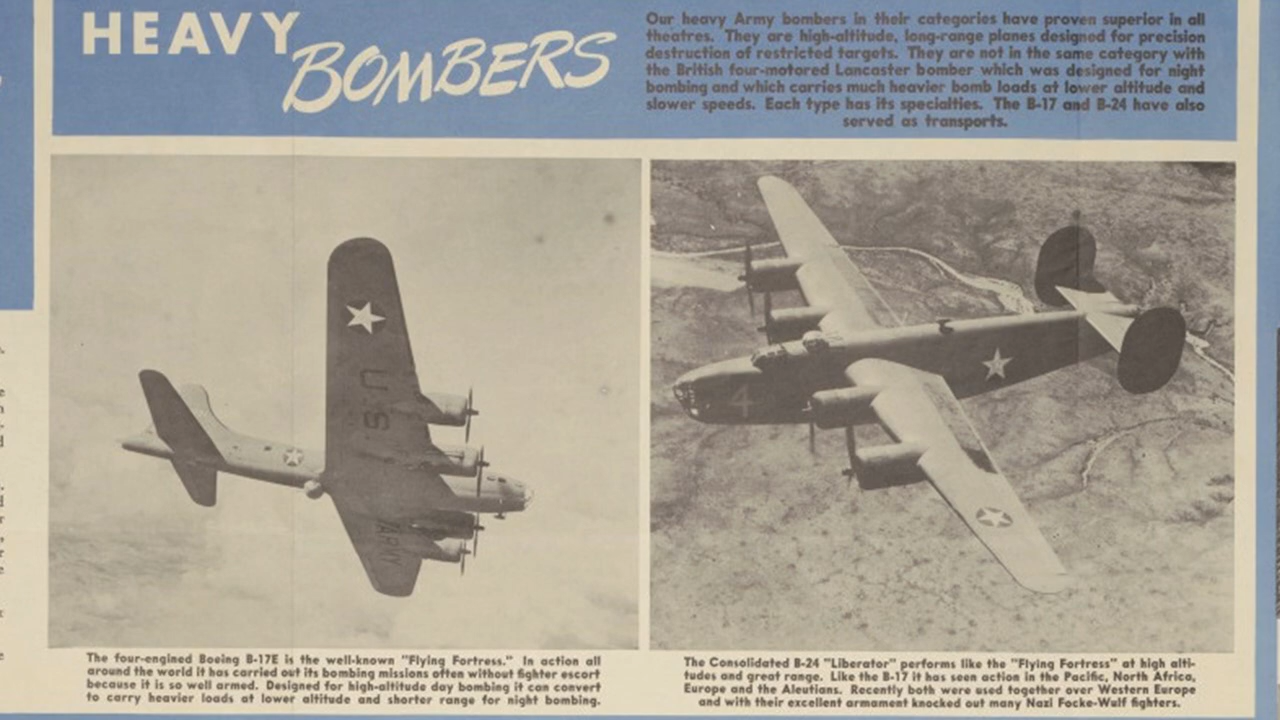 HEAVY
BOMBERS
Our heavy Army bombers in their categories have proven superior in all
theatres. They are high-altitude, long-range planes designed for precision
destruction of restricted targets. They are not in the same category with
the British four-motored Lancaster bomber which was designed for night
bombing and which carries much heavier bomb loads at lower altitude and
slower speeds. Each type has its specialties. The B-17 and B-24 have also
served as transports.
U.S.
ARMY
4
The four-engined Boeing B-17E is the well-known "Flying Fortress." In action all
around the world it has carried out its bombing missions often without fighter escort
because it is so well armed. Designed for high-altitude day bombing it can convert
to carry heavier loads at lower altitude and shorter range for night bombing.
The Consolidated B-24 "Liberator" performs like the "Flying Fortress" at high alti-
tudes and great range. Like the B-17 it has seen action in the Pacific, North Africa,
Europe and the Aleutians. Recently both were used together over Western Europe
and with their excellent armament knocked out many Nazi Focke-Wulf fighters.